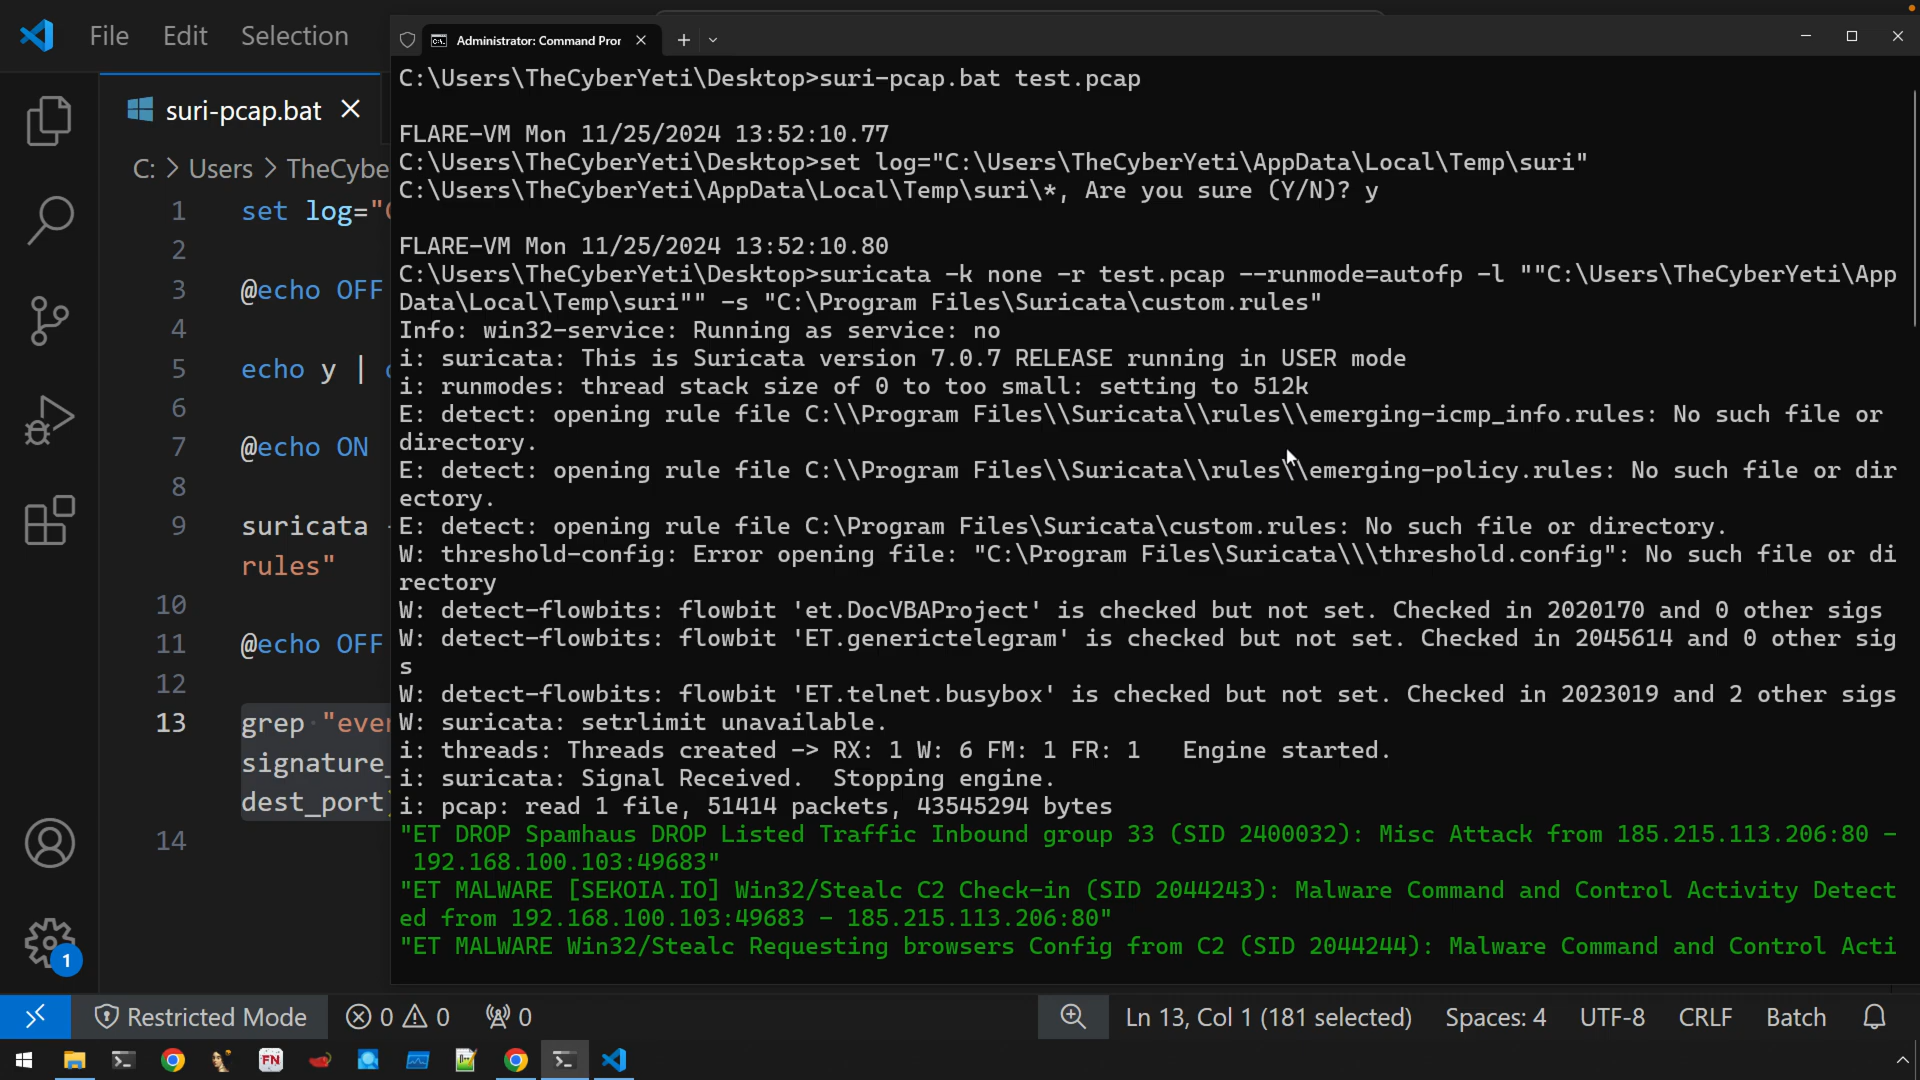 File Edit Selection
Administrator: Command Pror
suri-pcap.bat
C: > Users > TheCybe
1 set log="C
2
3 @echo OFF
4
5 echo y |
6
7 @echo ON
8
9 suricata -
rules"
10
11 @echo OFF
12
13 grep "ever
signature_
dest_port)
14
C:\Users\TheCyberYeti\Desktop>suri-pcap.bat test.pcap
FLARE-VM Mon 11/25/2024 13:52:10.77
C:\Users\TheCyberYeti\Desktop>set log="C:\Users\TheCyberYeti\AppData\Local\Temp\suri"
C:\Users\TheCyberYeti\AppData\Local\Temp\suri\*, Are you sure (Y/N)? y
FLARE-VM Mon 11/25/2024 13:52:10.80
C:\Users\TheCyberYeti\Desktop>suricata -k none -r test.pcap --runmode=autofp -l ""C:\Users\TheCyberYeti\App
Data\Local\Temp\suri"" -s "C:\Program Files\Suricata\custom.rules"
Info: win32-service: Running as service: no
i: suricata: This is Suricata version 7.0.7 RELEASE running in USER mode
i: runmodes: thread stack size of 0 to too small: setting to 512k
E: detect: opening rule file C:\\Program Files\\Suricata\\rules\\emerging-icmp_info.rules: No such file or
directory.
E: detect: opening rule file C:\\Program Files\\Suricata\\rules\\emerging-policy.rules: No such file or dir
ectory.
E: detect: opening rule file C:\Program Files\Suricata\custom.rules: No such file or directory.
W: threshold-config: Error opening file: "C:\Program Files\Suricata\\\threshold.config": No such file or di
rectory
W: detect-flowbits: flowbit 'et.DocVBAProject' is checked but not set. Checked in 2020170 and 0 other sigs
W: detect-flowbits: flowbit 'ET.generictelegram' is checked but not set. Checked in 2045614 and 0 other sig
s
W: detect-flowbits: flowbit 'ET.telnet.busybox' is checked but not set. Checked in 2023019 and 2 other sigs
W: suricata: setrlimit unavailable.
i: threads: Threads created -> RX: 1 W: 6 FM: 1 FR: 1   Engine started.
i: suricata: Signal Received.  Stopping engine.
i: pcap: read 1 file, 51414 packets, 43545294 bytes
"ET DROP Spamhaus DROP Listed Traffic Inbound group 33 (SID 2400032): Misc Attack from 185.215.113.206:80 -
192.168.100.103:49683"
"ET MALWARE [SEKOIA.IO] Win32/Stealc C2 Check-in (SID 2044243): Malware Command and Control Activity Detect
ed from 192.168.100.103:49683 - 185.215.113.206:80"
"ET MALWARE Win32/Stealc Requesting browsers Config from C2 (SID 2044244): Malware Command and Control Acti
1
Restricted Mode 0 0 0 Ln 13, Col 1 (181 selected) Spaces: 4 UTF-8 CRLF Batch
FN